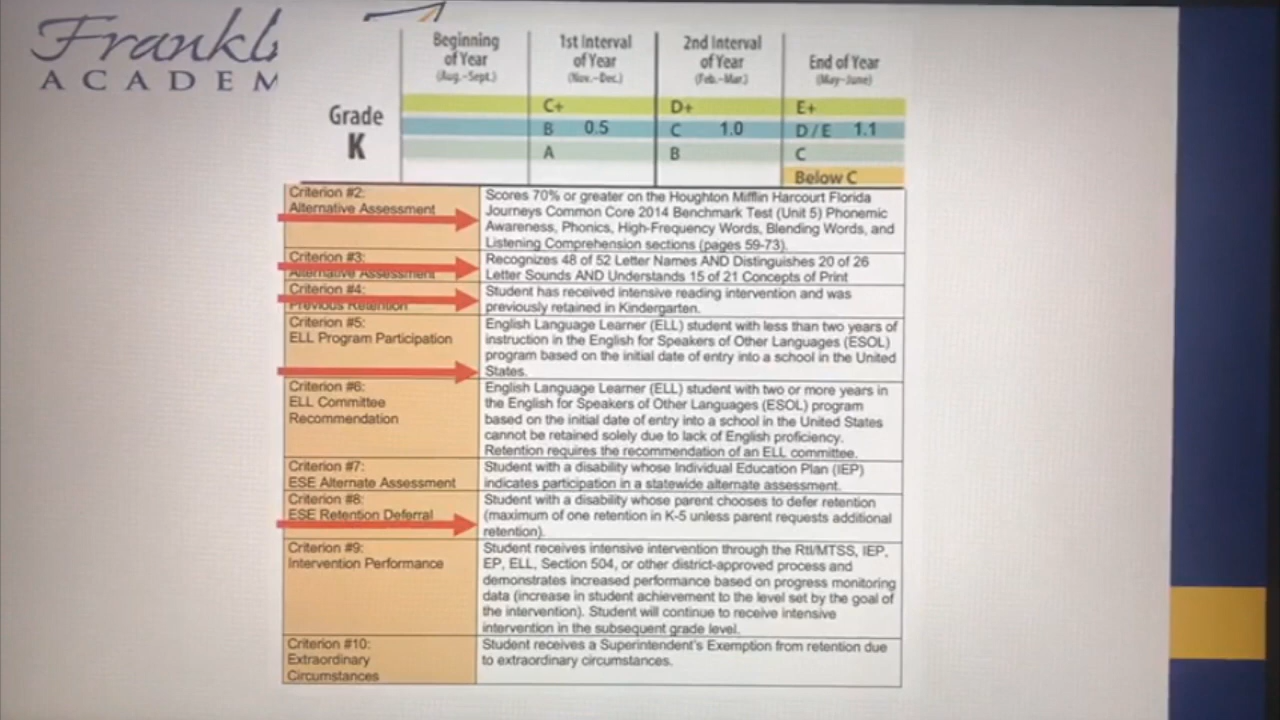 Frankl
ACADEM
Beginning of Year (Aug.-Sept.)
1st Interval of Year (Nov.-Dec.)
2nd Interval of Year (Feb.-Mar.)
End of Year (May-June)
Grade K
C+ D+ E+
B 0.5 C 1.0 D/E 1.1
A B C
Below C
Criterion #2:
Alternative Assessment
Scores 70% or greater on the Houghton Mifflin Harcourt Florida
Journeys Common Core 2014 Benchmark Test (Unit 5) Phonemic
Awareness, Phonics, High-Frequency Words, Blending Words, and
Listening Comprehension sections (pages 59-73).
Criterion #3:
Alternative Assessment
Recognizes 48 of 52 Letter Names AND Distinguishes 20 of 26
Letter Sounds AND Understands 15 of 21 Concepts of Print
Criterion #4:
Previous Retention
Student has received intensive reading intervention and was
previously retained in Kindergarten.
Criterion #5:
ELL Program Participation
English Language Learner (ELL) student with less than two years of
instruction in the English for Speakers of Other Languages (ESOL)
program based on the initial date of entry into a school in the United
States.
Criterion #6:
ELL Committee
Recommendation
English Language Learner (ELL) student with two or more years in
the English for Speakers of Other Languages (ESOL) program
based on the initial date of entry into a school in the United States
cannot be retained solely due to lack of English proficiency.
Retention requires the recommendation of an ELL committee.
Criterion #7:
ESE Alternate Assessment
Student with a disability whose Individual Education Plan (IEP)
indicates participation in a statewide alternate assessment.
Criterion #8:
ESE Retention Deferral
Student with a disability whose parent chooses to defer retention
(maximum of one retention in K-5 unless parent requests additional
retention).
Criterion #9:
Intervention Performance
Student receives intensive intervention through the RtI/MTSS, IEP,
EP, ELL, Section 504, or other district-approved process and
demonstrates increased performance based on progress monitoring
data (increase in student achievement to the level set by the goal of
the intervention). Student will continue to receive intensive
intervention in the subsequent grade level.
Criterion #10:
Extraordinary
Circumstances
Student receives a Superintendent's Exemption from retention due
to extraordinary circumstances.